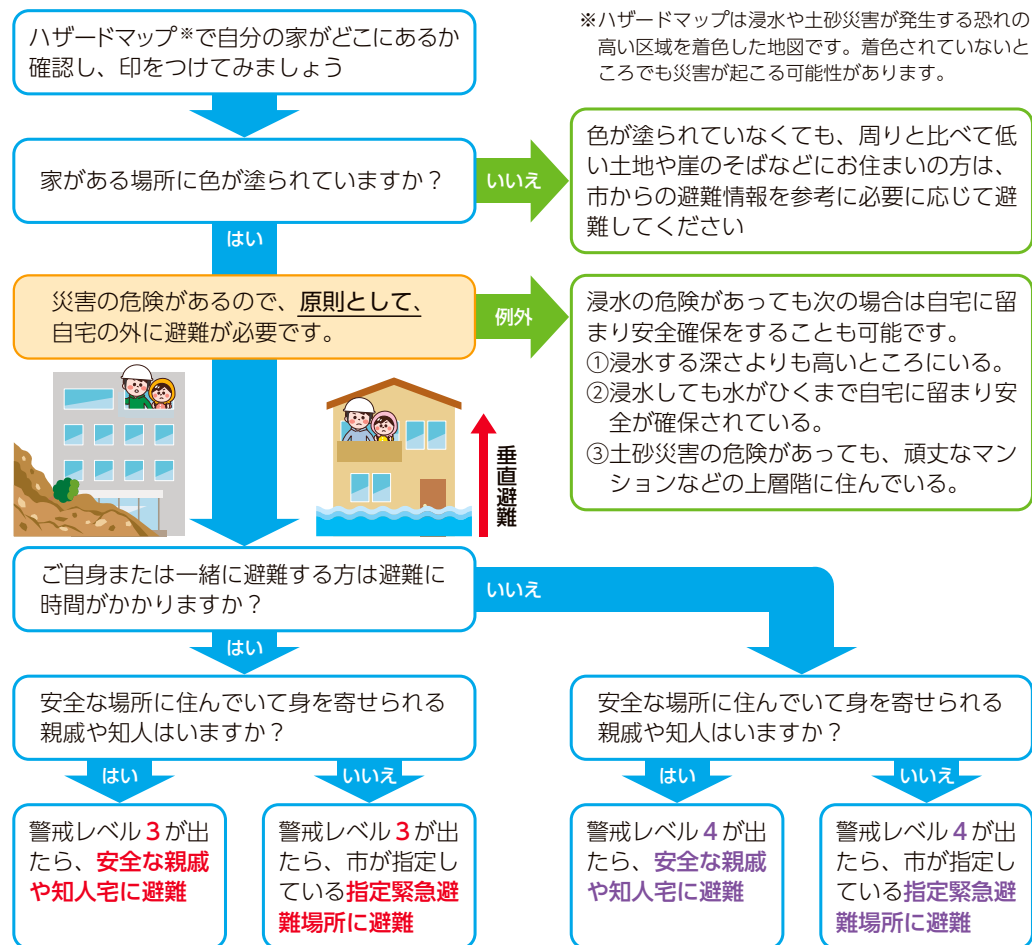 ハザードマップ※で自分の家がどこにあるか
確認し、印をつけてみましょう
※ハザードマップは浸水や土砂災害が発生する恐れの
高い区域を着色した地図です。着色されていないと
ころでも災害が起こる可能性があります。
家がある場所に色が塗られていますか?
いいえ
色が塗られていなくても、周りと比べて低
い土地や崖のそばなどにお住まいの方は、
市からの避難情報を参考に必要に応じて避
難してください
はい
災害の危険があるので、原則として、
自宅の外に避難が必要です。
例外
浸水の危険があっても次の場合は自宅に留
まり安全確保をすることも可能です。
①浸水する深さよりも高いところにいる。
②浸水しても水がひくまで自宅に留まり安
全が確保されている。
③土砂災害の危険があっても、頑丈なマン
ションなどの上層階に住んでいる。
垂直避難
ご自身または一緒に避難する方は避難に
時間がかかりますか?
いいえ
はい
安全な場所に住んでいて身を寄せられる
親戚や知人はいますか?
はい
いいえ
警戒レベル3が出
たら、安全な親戚
や知人宅に避難
警戒レベル3が出
たら、市が指定し
ている指定緊急避
難場所に避難
安全な場所に住んでいて身を寄せられる
親戚や知人はいますか?
はい
いいえ
警戒レベル4が出
たら、安全な親戚
や知人宅に避難
警戒レベル4が出
たら、市が指定し
ている指定緊急避
難場所に避難